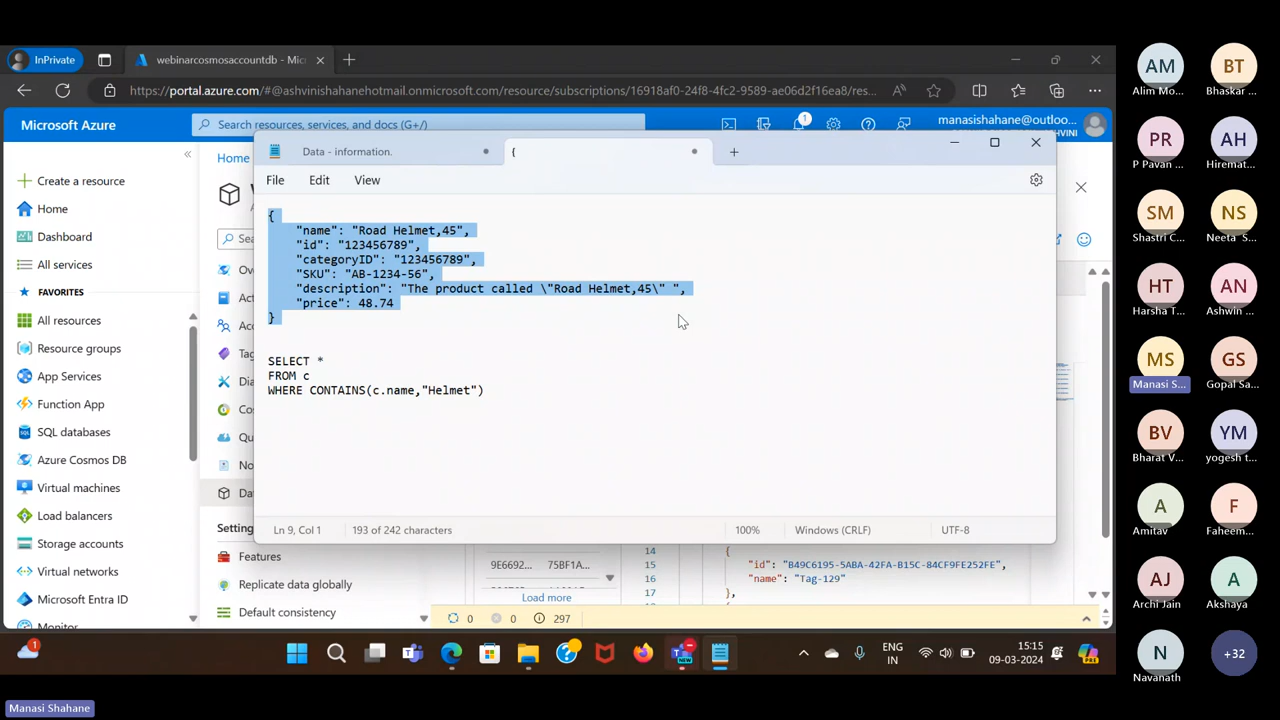 InPrivate
webinarcosmosaccountdb - Mic
https://portal.azure.com/#@ashvinishahanehotmail.onmicrosoft.com/resource/subscriptions/16918af0-24f8-4fc2-9589-ae06d2f16ea8/res...
Microsoft Azure
Search resources, services, and docs (G+/)
1
manasishahane@outloo...
Create a resource
Home
Dashboard
All services
FAVORITES
All resources
Resource groups
App Services
Function App
SQL databases
Azure Cosmos DB
Virtual machines
Load balancers
Storage accounts
Virtual networks
Microsoft Entra ID
Monitor
Home
Data - information.
{
File
Edit
View
{
"name": "Road Helmet,45",
"id": "123456789",
"categoryID": "123456789",
"SKU": "AB-1234-56",
"description": "The product called \"Road Helmet,45\" ",
"price": 48.74
}
SELECT *
FROM c
WHERE CONTAINS(c.name,"Helmet")
Ln 9, Col 1
193 of 242 characters
100%
Windows (CRLF)
UTF-8
Settin
Features
Replicate data globally
Default consistency
9E6692...
75BF1A...
Load more
14
{
15
"id": "B49C6195-5ABA-42FA-B15C-84CF9FE252FE",
16
"name": "Tag-129"
17
},
0
0
297
1
ENG
IN
15:15
09-03-2024
AM
Alim Mo...
BT
Bhaskar ...
PR
P Pavan ...
AH
Hiremat...
SM
Shastri C...
NS
Neeta S...
HT
Harsha T...
AN
Ashwin ...
MS
Manasi S...
GS
Gopal Sa...
BV
Bharat V...
YM
yogesh t...
A
Amitav
F
Faheem...
AJ
Archi Jain
A
Akshaya
N
Navanath
+32
Manasi Shahane